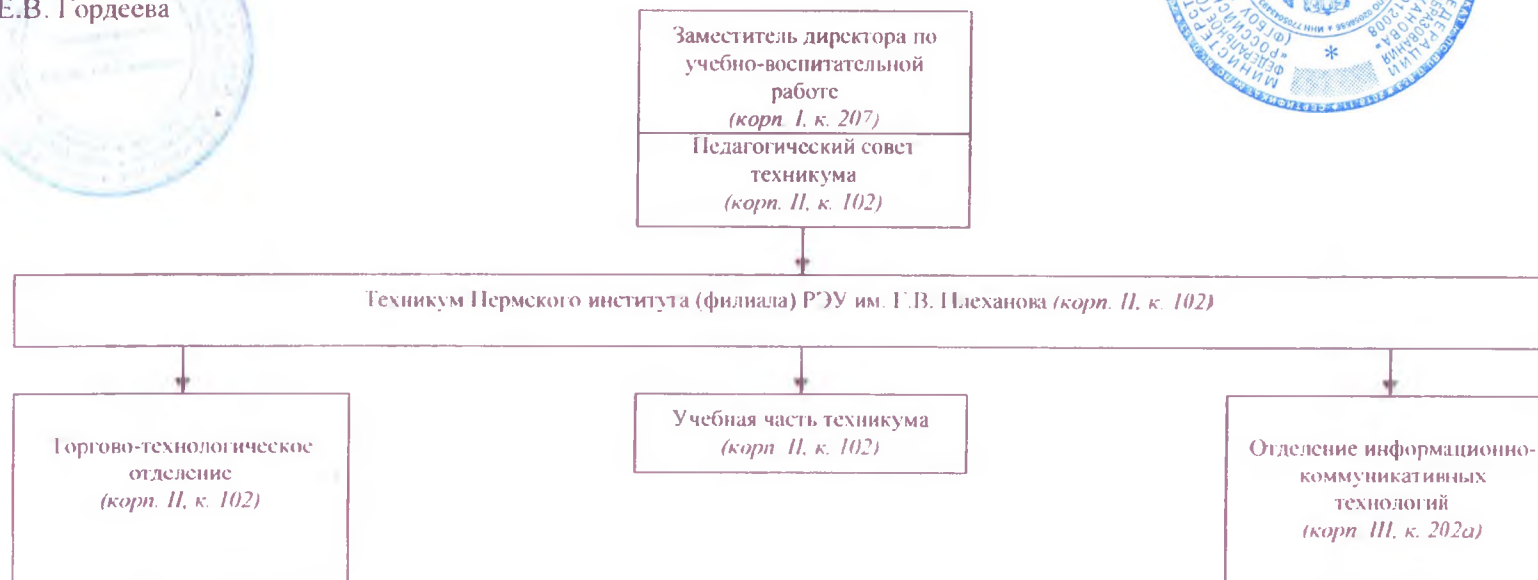 Е.В. Гордеева
Заместитель директора по
учебно-воспитательной
работе
(корп. I, к. 207)
Педагогический совет
техникума
(корп. II, к. 102)
Техникум Пермского института (филиала) РЭУ им. Г.В. Плеханова (корп. II, к. 102)
Торгово-технологическое
отделение
(корп. II, к. 102)
Учебная часть техникума
(корп. II, к. 102)
Отделение информационно-
коммуникативных
технологий
(корп. III, к. 202а)